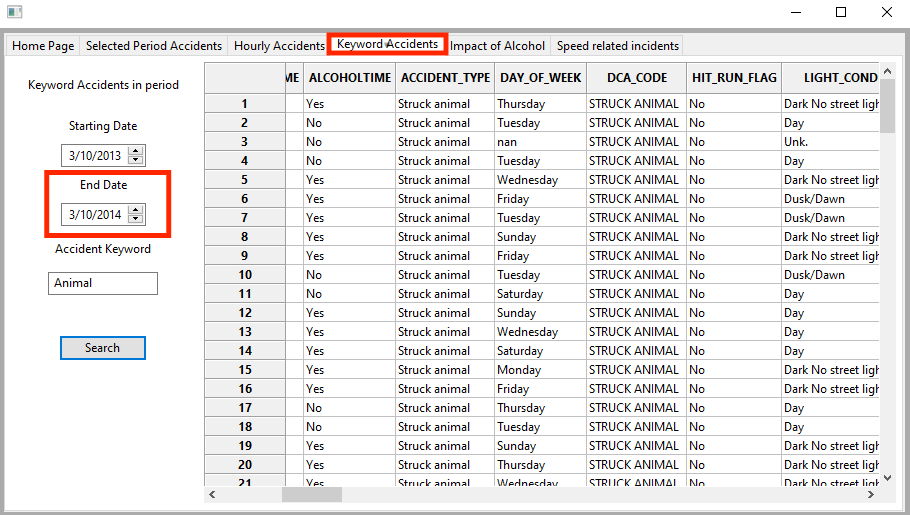 Home Page Selected Period Accidents Hourly Accidents Keyword Accidents Impact of Alcohol Speed related incidents
Keyword Accidents in period
Starting Date
3/10/2013
End Date
3/10/2014
Accident Keyword
Animal
Search
ME ALCOHOLTIME ACCIDENT_TYPE DAY_OF_WEEK DCA_CODE HIT_RUN_FLAG LIGHT_COND
1 Yes Struck animal Thursday STRUCK ANIMAL No Dark No street ligh
2 No Struck animal Tuesday STRUCK ANIMAL No Day
3 No Struck animal nan STRUCK ANIMAL No Unk.
4 No Struck animal Tuesday STRUCK ANIMAL No Day
5 Yes Struck animal Wednesday STRUCK ANIMAL No Dark No street ligh
6 Yes Struck animal Friday STRUCK ANIMAL No Dusk/Dawn
7 Yes Struck animal Tuesday STRUCK ANIMAL No Dusk/Dawn
8 Yes Struck animal Sunday STRUCK ANIMAL No Dark No street ligh
9 Yes Struck animal Friday STRUCK ANIMAL No Dark No street ligh
10 No Struck animal Tuesday STRUCK ANIMAL No Dusk/Dawn
11 No Struck animal Saturday STRUCK ANIMAL No Day
12 Yes Struck animal Sunday STRUCK ANIMAL No Day
13 Yes Struck animal Wednesday STRUCK ANIMAL No Day
14 Yes Struck animal Saturday STRUCK ANIMAL No Day
15 Yes Struck animal Monday STRUCK ANIMAL No Dark No street ligh
16 Yes Struck animal Friday STRUCK ANIMAL No Dark No street ligh
17 No Struck animal Thursday STRUCK ANIMAL No Day
18 No Struck animal Tuesday STRUCK ANIMAL No Day
19 Yes Struck animal Sunday STRUCK ANIMAL No Dark No street ligh
20 Yes Struck animal Thursday STRUCK ANIMAL No Dark No street ligh
21 Yes Struck animal Wednesday STRUCK ANIMAL No Dark No street ligh